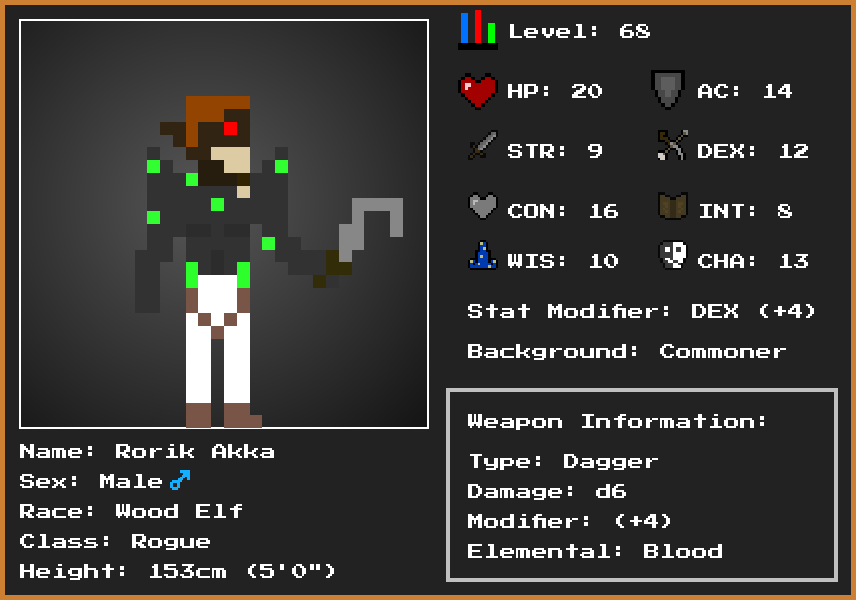 Level: 68
HP: 20 AC: 14
STR: 9 DEX: 12
CON: 16 INT: 8
WIS: 10 CHA: 13
Stat Modifier: DEX (+4)
Background: Commoner
Weapon Information:
Type: Dagger
Damage: d6
Modifier: (+4)
Elemental: Blood
Name: Rorik Akka
Sex: Male ♂
Race: Wood Elf
Class: Rogue
Height: 153cm (5'0")